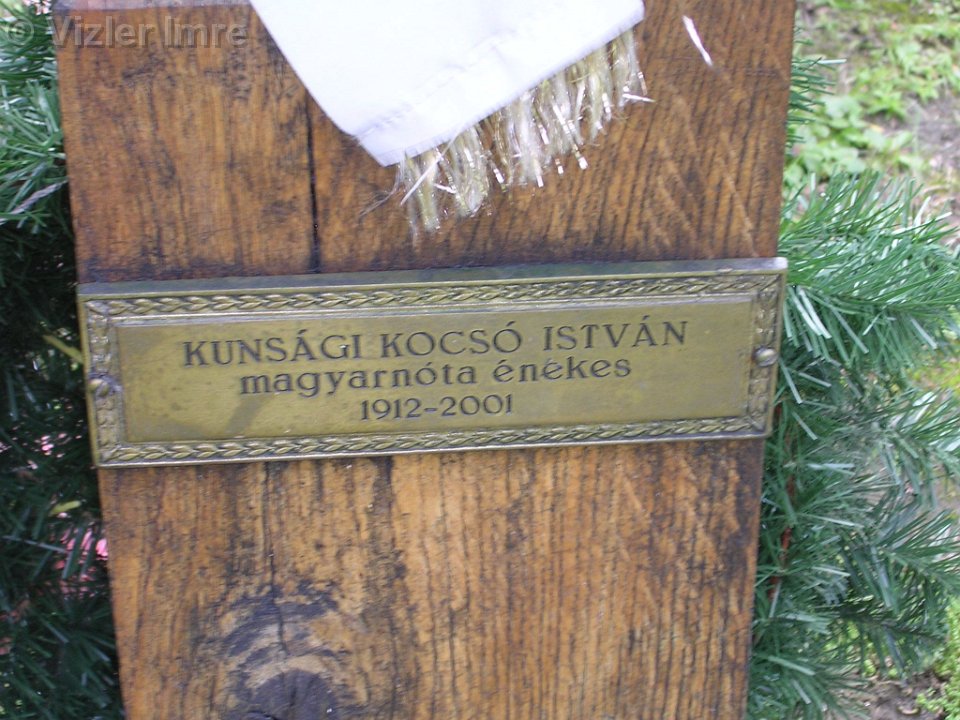 © Vizler Imre
KUNSÁGI KOCSÓ ISTVÁN
magyarnóta énekes
1912-2001